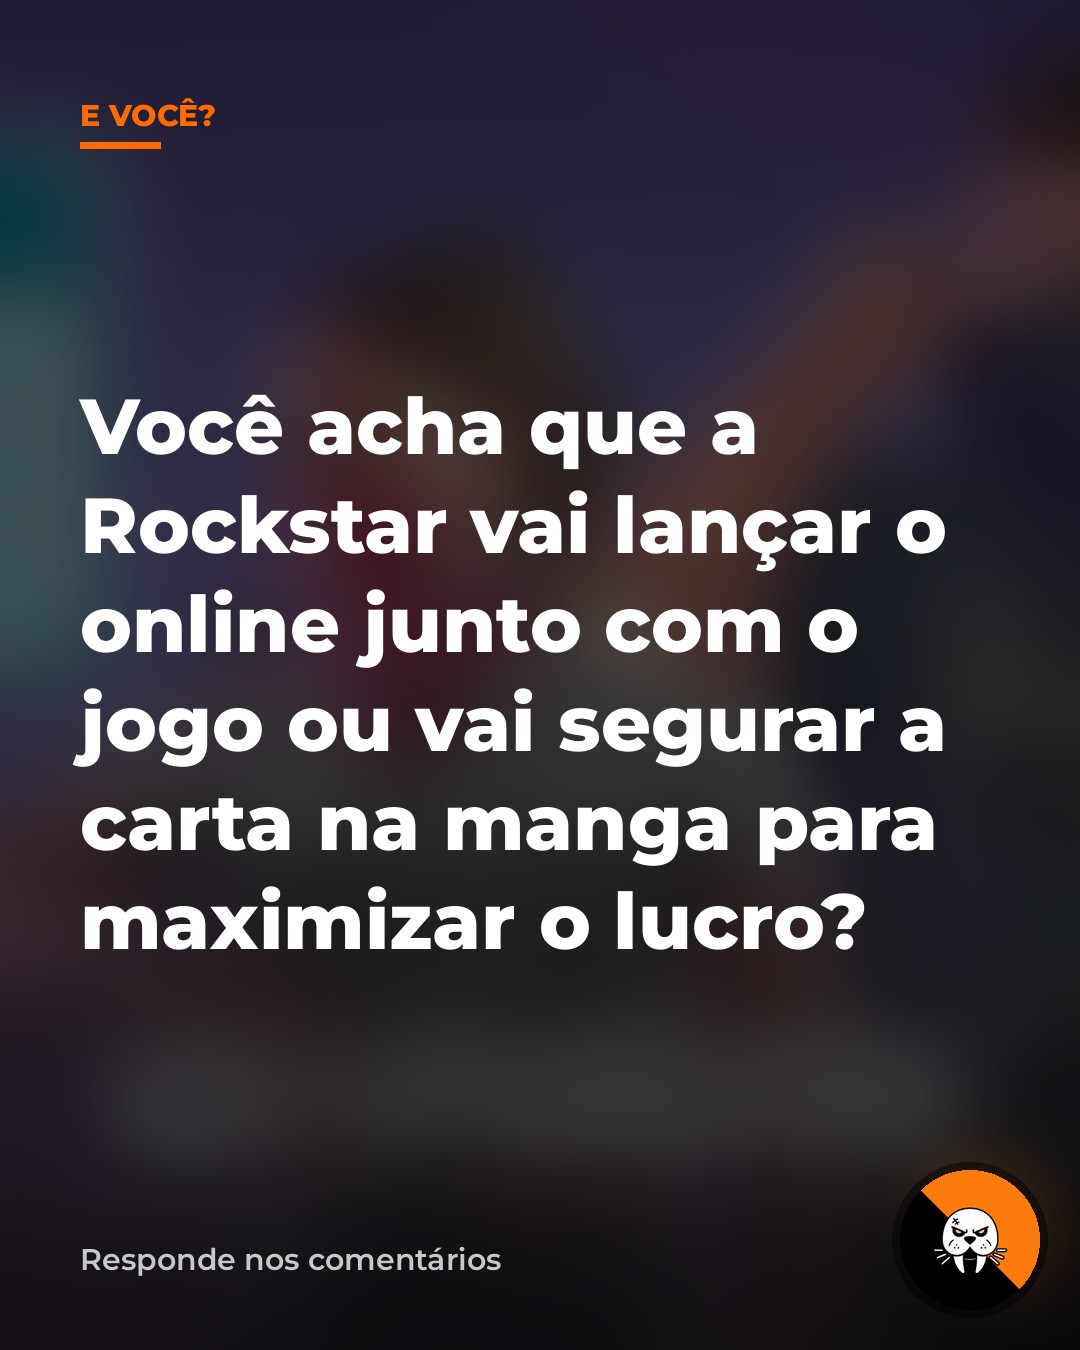 E VOCÊ?
Você acha que a
Rockstar vai lançar o
online junto com o
jogo ou vai segurar a
carta na manga para
maximizar o lucro?
Responde nos comentários